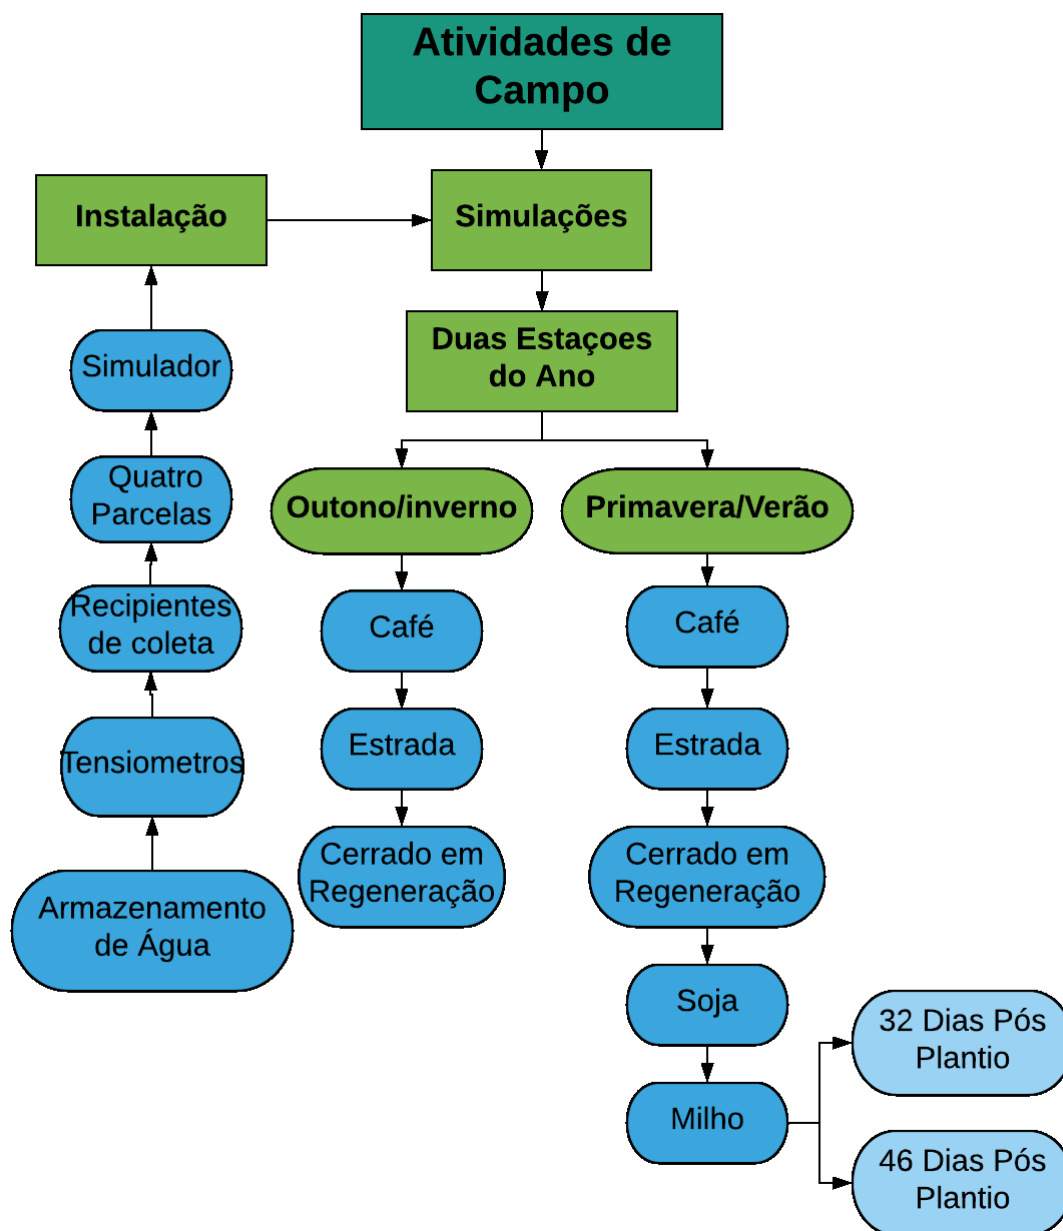 Atividades de
Campo
Instalação
Simulações
Simulador
Duas Estaçoes
do Ano
Quatro
Parcelas
Outono/inverno
Primavera/Verão
Recipientes
de coleta
Café
Café
Tensiometros
Estrada
Estrada
Armazenamento
de Água
Cerrado em
Regeneração
Cerrado em
Regeneração
Soja
Milho
32 Dias Pós
Plantio
46 Dias Pós
Plantio